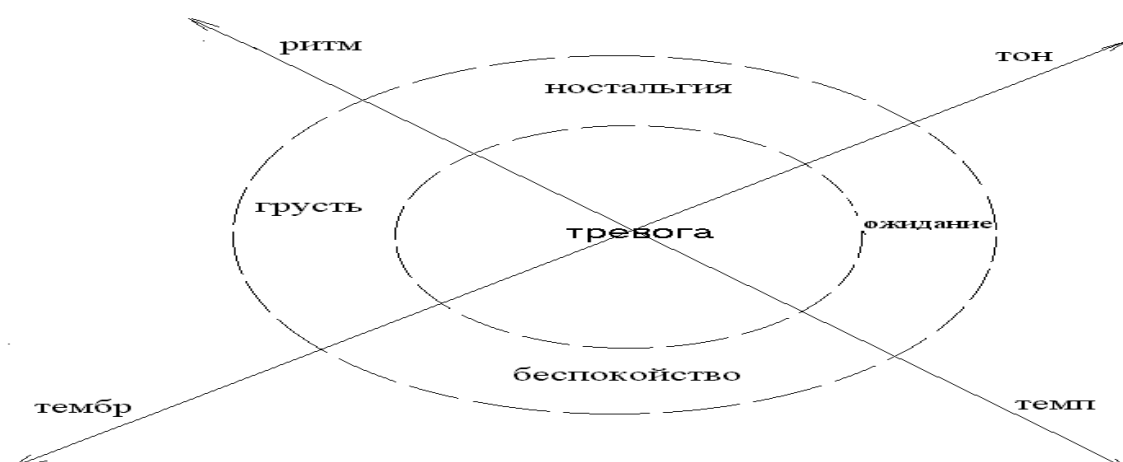 ритм
тон
ностальгия
грусть
тревога
ожидание
беспокойство
тембр
темп